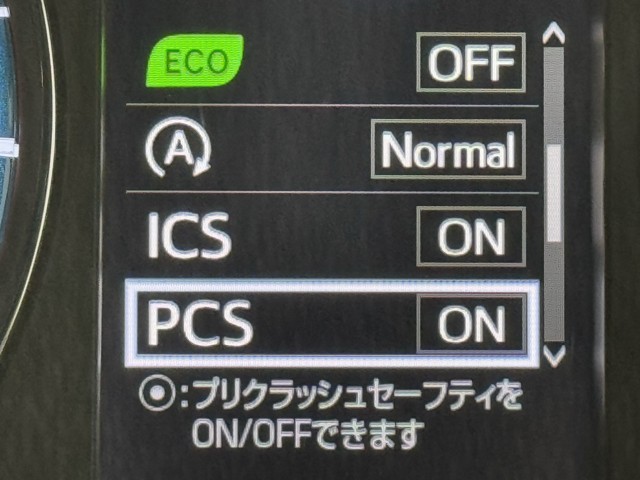 ECO OFF
A Normal
ICS ON
PCS ON
⦿:プリクラッシュセーフティを
ON/OFFできます